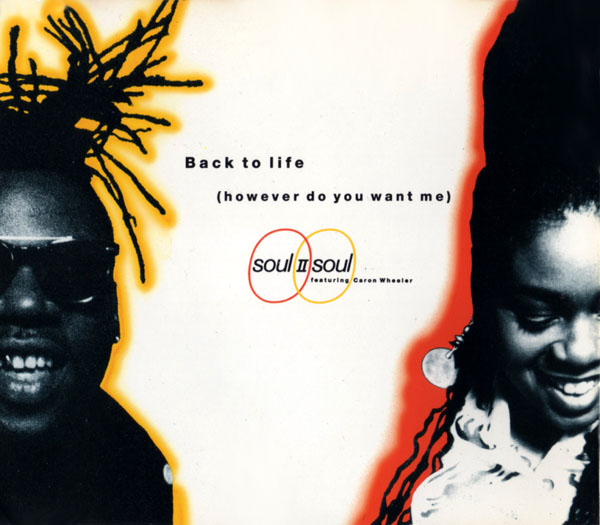 Back to life
(however do you want me)
soul II soul
featuring Caron Wheeler